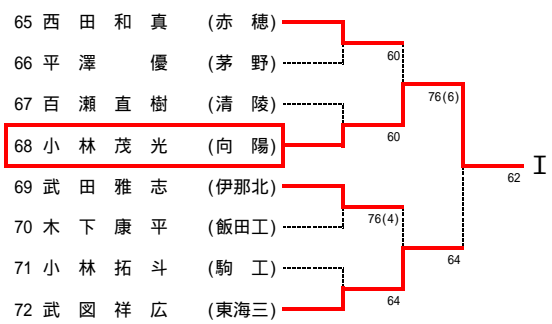 65 西田和真 (赤穂)
66 平澤 優 (茅野)
60
67 百瀬直樹 (清陵)
76(6)
68 小林茂光 (向陽)
60
I
62
69 武田雅志 (伊那北)
70 木下康平 (飯田工)
76(4)
71 小林拓斗 (駒工)
64
72 武図祥広 (東海三)
64